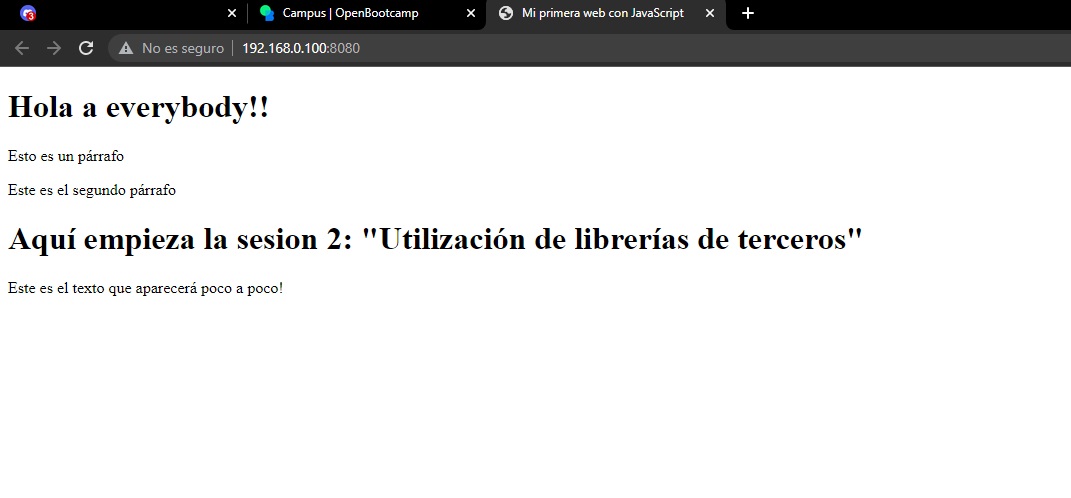 3
Campus | OpenBootcamp
Mi primera web con JavaScript
No es seguro
192.168.0.100:8080
Hola a everybody!!
Esto es un párrafo
Este es el segundo párrafo
Aquí empieza la sesion 2: "Utilización de librerías de terceros"
Este es el texto que aparecerá poco a poco!